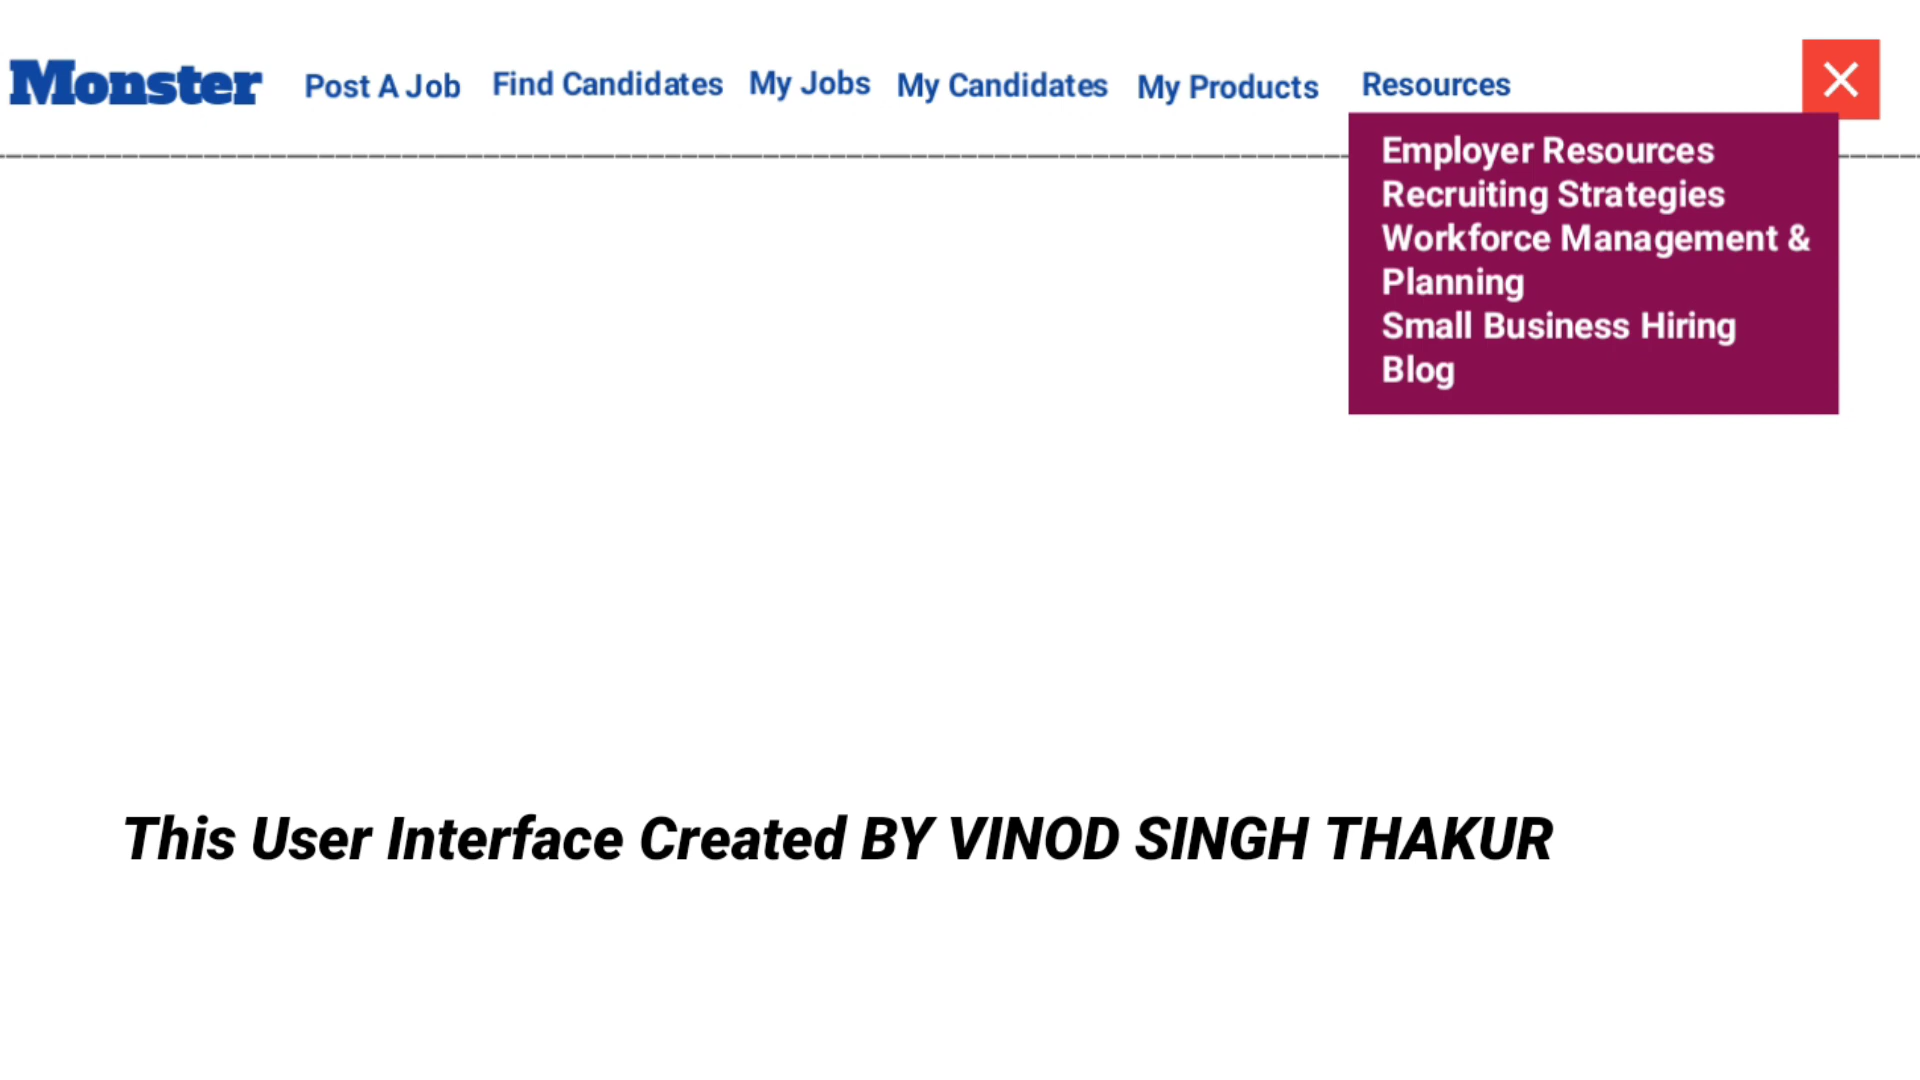 Monster Post A Job Find Candidates My Jobs My Candidates My Products Resources
Employer Resources
Recruiting Strategies
Workforce Management &
Planning
Small Business Hiring
Blog
This User Interface Created BY VINOD SINGH THAKUR